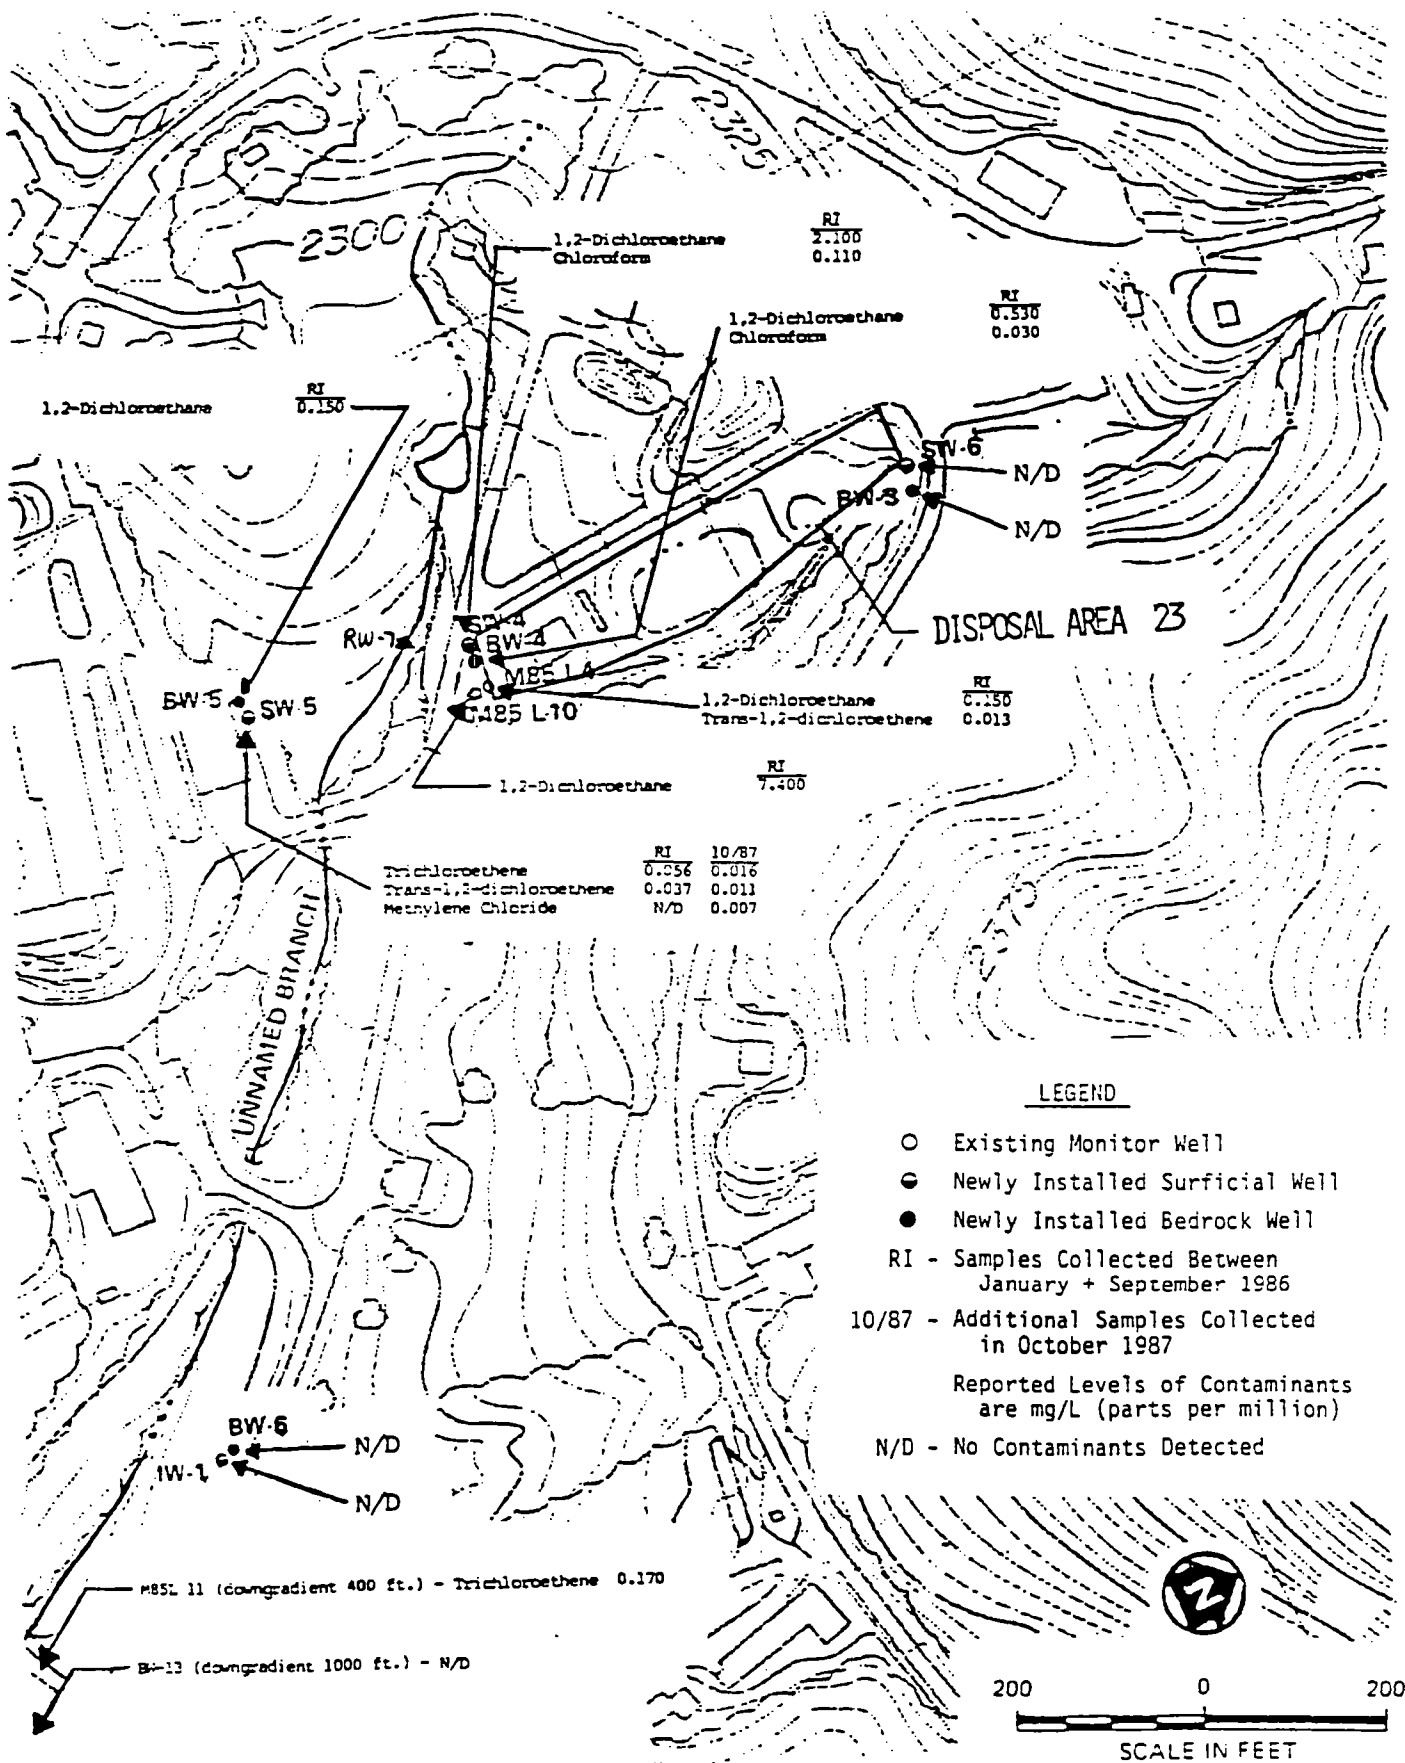 2325
2300
RI
1,2-Dichloroethane 2.100
Chloroform 0.110
RI
1,2-Dichloroethane 0.530
Chloroform 0.030
RI
1,2-Dichloroethane 0.150
SW-6
N/D
BW-3
N/D
DISPOSAL AREA 23
SW-4
RW-7
BW-4
M85 L4
BW-5
SW-5
L-10
RI
1,2-Dichloroethane 0.150
Trans-1,2-dichloroethene 0.013
RI
1,2-Dichloroethane 7.400
RI 10/87
Trichloroethene 0.056 0.016
Trans-1,2-dichloroethene 0.037 0.011
Methylene Chloride N/D 0.007
UNNAMED BRANCH
LEGEND
Existing Monitor Well
Newly Installed Surficial Well
Newly Installed Bedrock Well
RI - Samples Collected Between
January + September 1986
10/87 - Additional Samples Collected
in October 1987
Reported Levels of Contaminants
are mg/L (parts per million)
N/D - No Contaminants Detected
BW-6
N/D
IW-1
N/D
M85L 11 (downgradient 400 ft.) - Trichloroethene 0.170
BW-13 (downgradient 1000 ft.) - N/D
Z
200 0 200
SCALE IN FEET